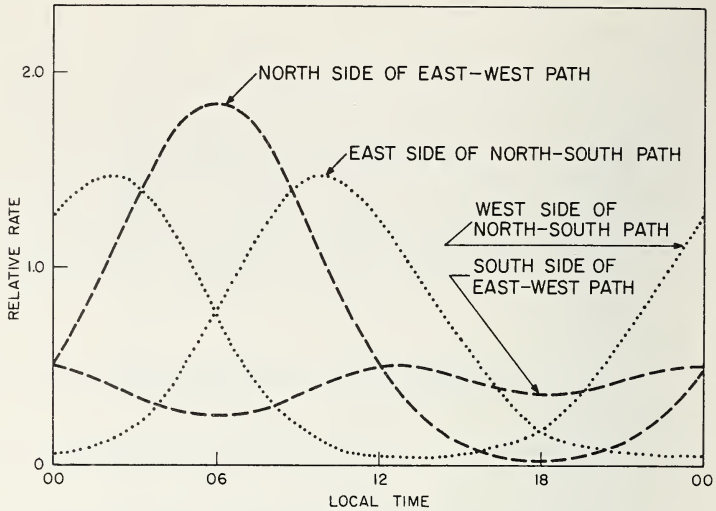 2.0
NORTH SIDE OF EAST-WEST PATH
EAST SIDE OF NORTH-SOUTH PATH
WEST SIDE OF
NORTH-SOUTH PATH
SOUTH SIDE OF
EAST-WEST PATH
1.0
RELATIVE RATE
0
00 06 12 18 00
LOCAL TIME